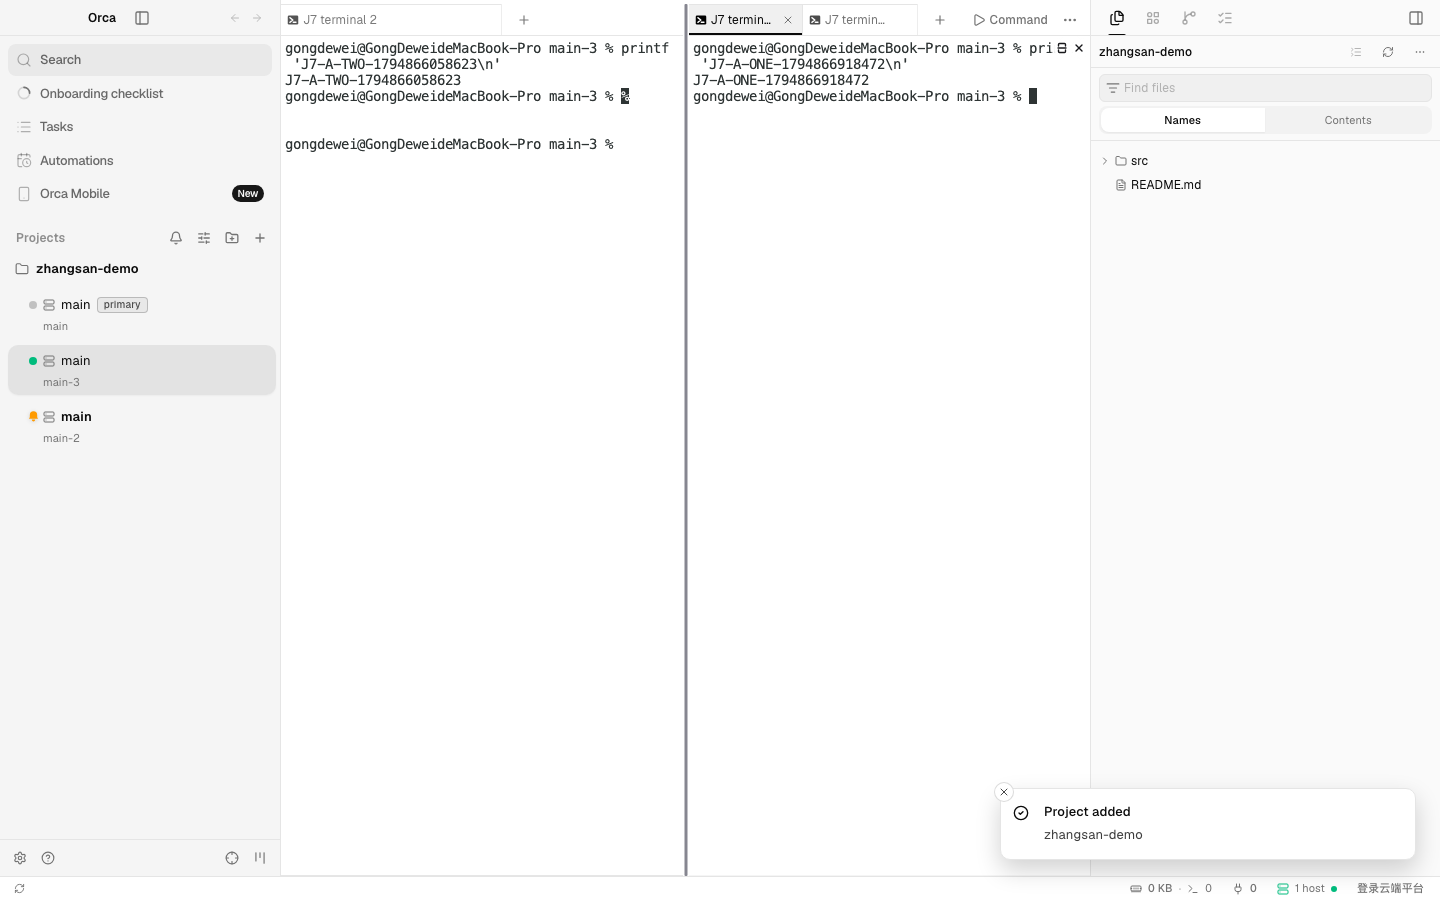 Orca
Search
Onboarding checklist
Tasks
Automations
Orca Mobile
New
Projects
zhangsan-demo
main primary
main
main
main-3
main
main-2
J7 terminal 2
gongdewei@GongDeweideMacBook-Pro main-3 % printf
'J7-A-TWO-1794866058623\n'
J7-A-TWO-1794866058623
gongdewei@GongDeweideMacBook-Pro main-3 % %
gongdewei@GongDeweideMacBook-Pro main-3 %
J7 termin...
J7 termin...
Command
gongdewei@GongDeweideMacBook-Pro main-3 % pri
'J7-A-ONE-1794866918472\n'
J7-A-ONE-1794866918472
gongdewei@GongDeweideMacBook-Pro main-3 %
zhangsan-demo
Find files
Names
Contents
src
README.md
Project added
zhangsan-demo
0 KB · >_ 0
0
1 host
登录云端平台